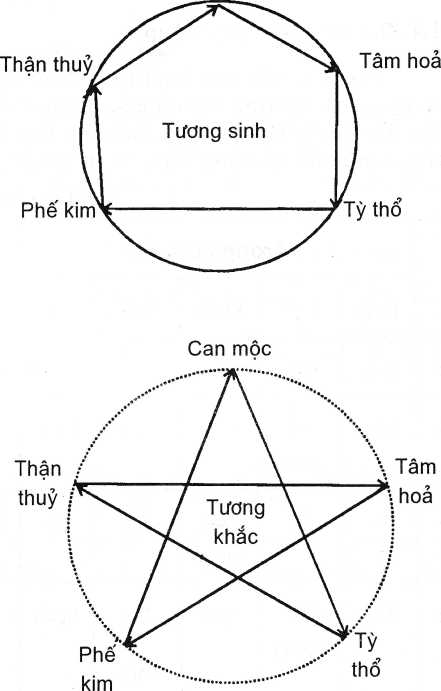 Thận thuỷ
Tâm hoả
Tương sinh
Phế kim
Tỳ thổ
Can mộc
Thận
thuỷ
Tâm
hoả
Tương
khắc
Phế
kim
Tỳ
thổ